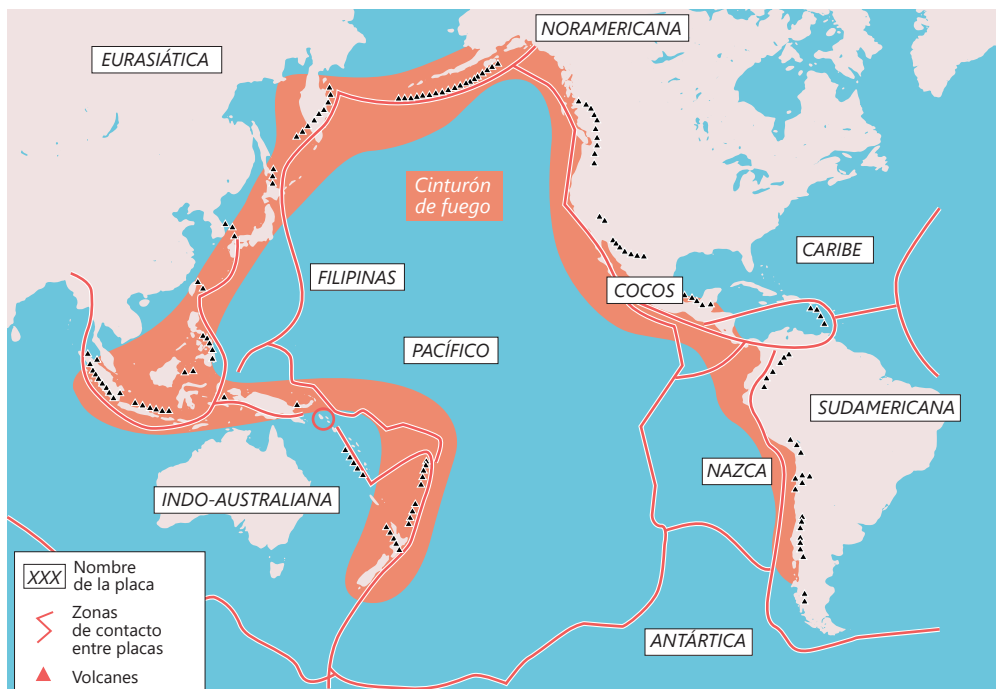 NORAMERICANA
EURASIÁTICA
Cinturón
de fuego
CARIBE
FILIPINAS
COCOS
PACÍFICO
SUDAMERICANA
NAZCA
INDO-AUSTRALIANA
ANTÁRTICA
XXX Nombre
de la placa
Zonas
de contacto
entre placas
Volcanes